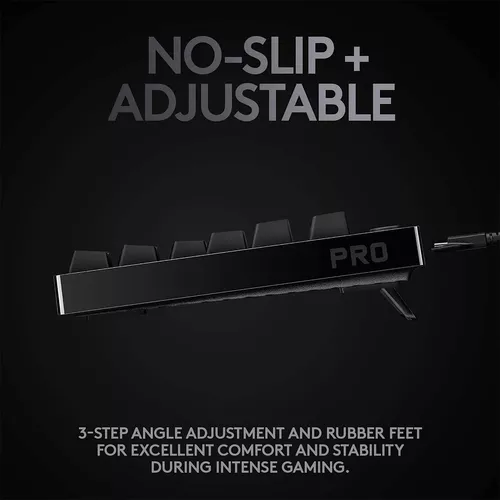 NO-SLIP +
ADJUSTABLE
PRO
3-STEP ANGLE ADJUSTMENT AND RUBBER FEET
FOR EXCELLENT COMFORT AND STABILITY
DURING INTENSE GAMING.